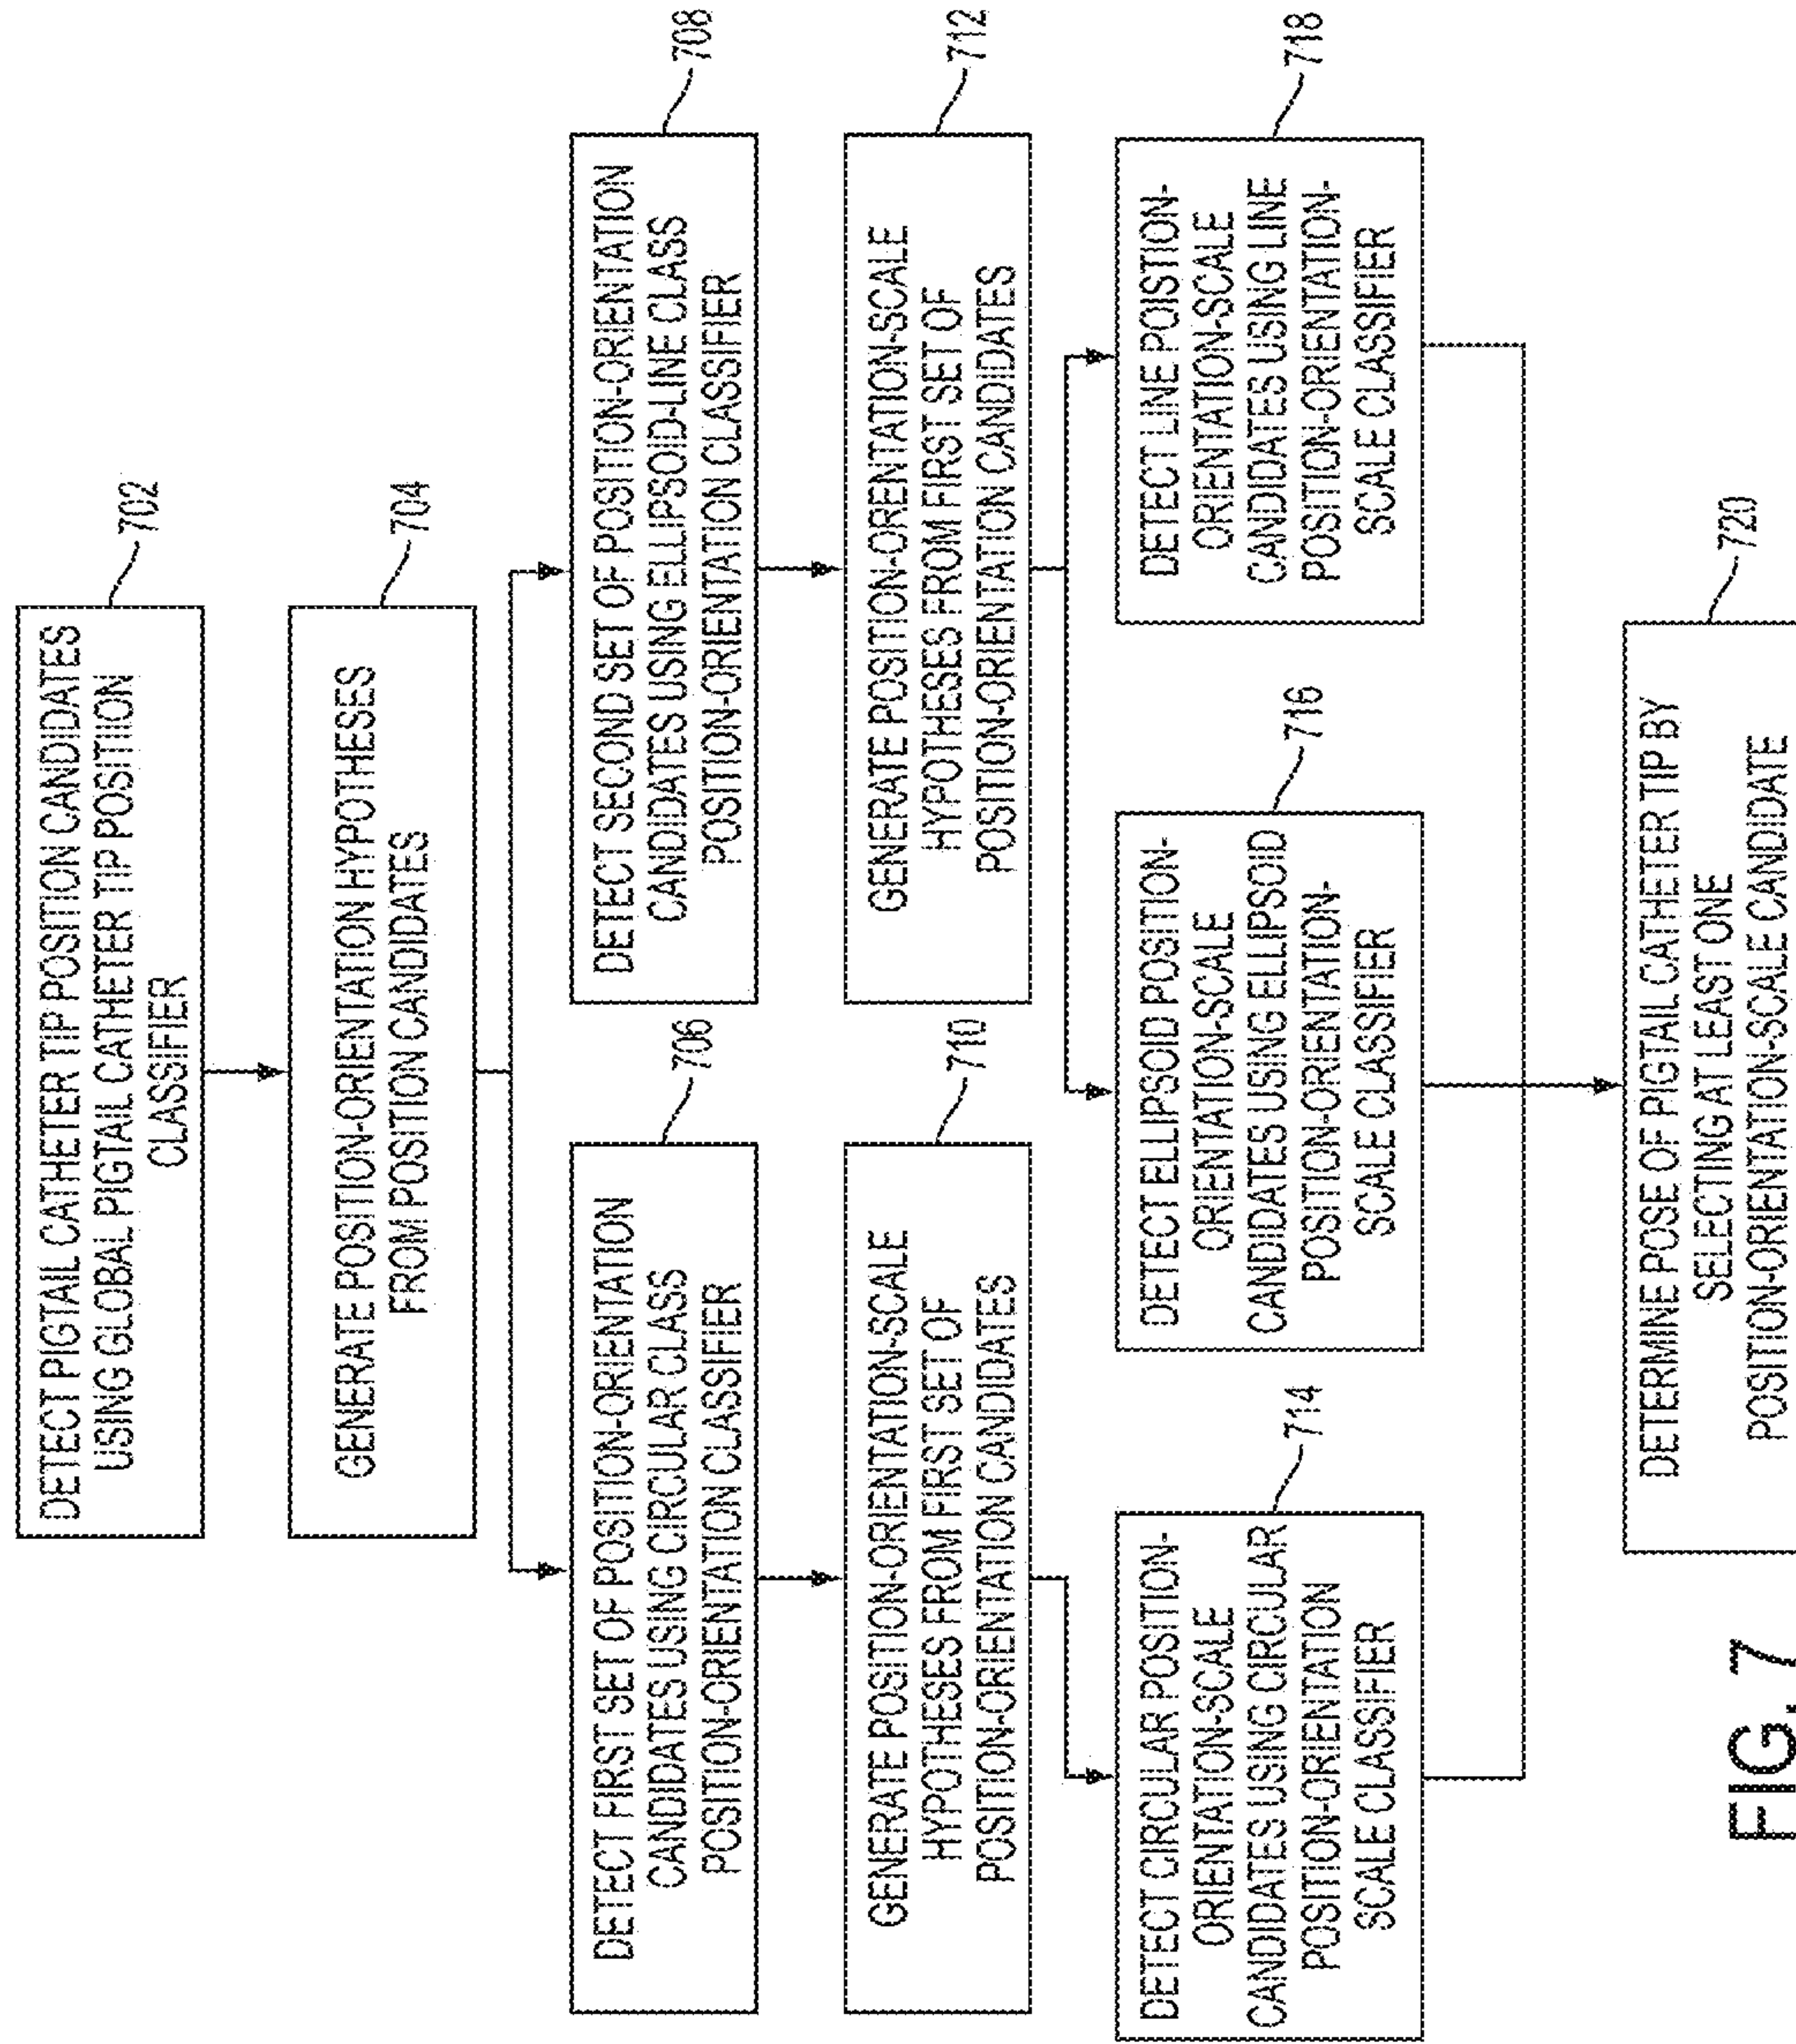 DETECT PIGTAIL CATHETER TIP POSITION CANDIDATES
USING GLOBAL PIGTAIL CATHETER TIP POSITION
CLASSIFIER
702
GENERATE POSITION-ORIENTATION HYPOTHESES
FROM POSITION CANDIDATES
704
DETECT FIRST SET OF POSITION-ORIENTATION
CANDIDATES USING CIRCULAR CLASS
POSITION-ORIENTATION CLASSIFIER
706
DETECT SECOND SET OF POSITION-ORIENTATION
CANDIDATES USING ELLIPSOID-LINE CLASS
POSITION-ORIENTATION CLASSIFIER
708
GENERATE POSITION-ORENTATION-SCALE
HYPOTHESES FROM FIRST SET OF
POSITION-ORIENTATION CANDIDATES
710
GENERATE POSITION-ORENTATION-SCALE
HYPOTHESES FROM FIRST SET OF
POSITION-ORIENTATION CANDIDATES
712
DETECT CIRCULAR POSITION-
ORIENTATION-SCALE
CANDIDATES USING CIRCULAR
POSITION-ORIENTATION
SCALE CLASSIFIER
714
DETECT ELLIPSOID POSITION-
ORIENTATION-SCALE
CANDIDATES USING ELLIPSOID
POSITION-ORIENTATION-
SCALE CLASSIFIER
716
DETECT LINE POISTION-
ORIENTATION-SCALE
CANDIDATES USING LINE
POSITION-ORIENTATION-
SCALE CLASSIFIER
718
DETERMINE POSE OF PIGTAIL CATHETER TIP BY
SELECTING AT LEAST ONE
POSITION-ORIENTATION-SCALE CANDIDATE
720
FIG. 7